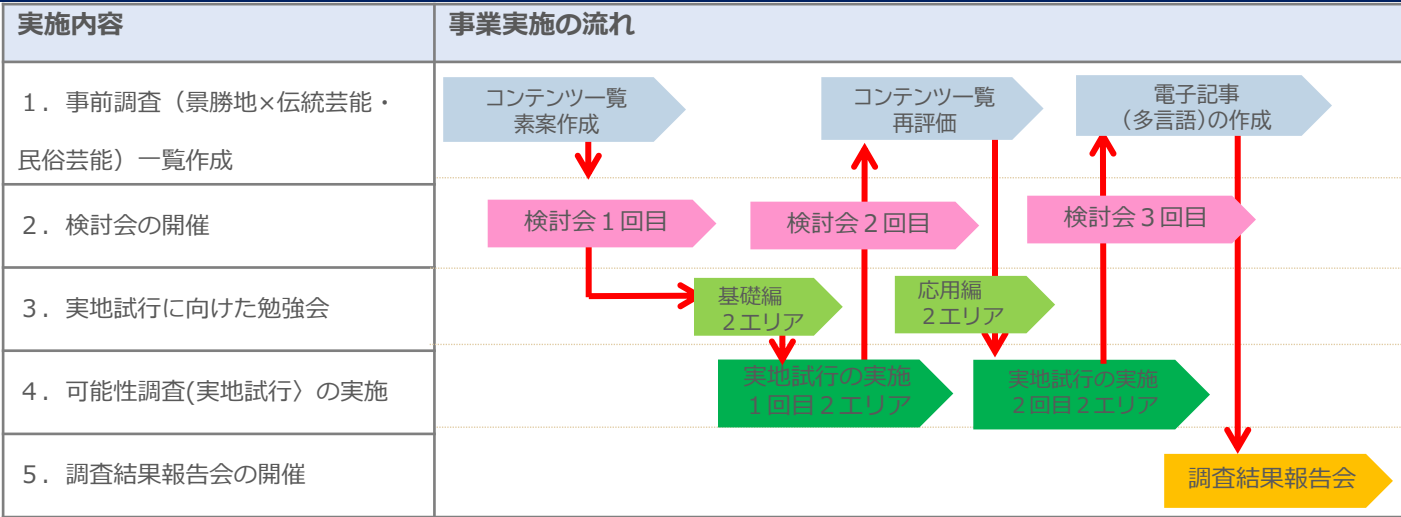 実施内容
事業実施の流れ
1．事前調査（景勝地×伝統芸能・
民俗芸能）一覧作成
コンテンツ一覧
素案作成
コンテンツ一覧
再評価
電子記事
（多言語)の作成
2．検討会の開催
検討会１回目
検討会２回目
検討会３回目
3．実地試行に向けた勉強会
基礎編
２エリア
応用編
２エリア
4．可能性調査(実地試行〉の実施
実地試行の実施
１回目２エリア
実地試行の実施
２回目２エリア
5．調査結果報告会の開催
調査結果報告会